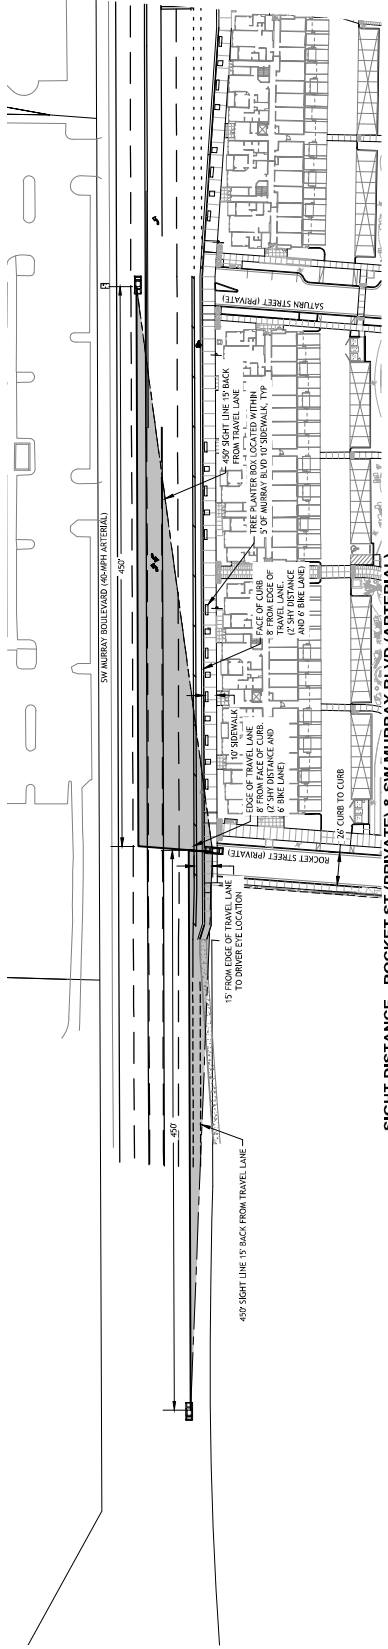 SW MURRAY BOULEVARD (40-MPH ARTERIAL)
450'
SATURN STREET (PRIVATE)
450' SIGHT LINE 15' BACK
FROM TRAVEL LANE
TREE PLANTER BOX LOCATED WITHIN
5' OF MURRAY BLVD 10' SIDEWALK, TYP
FACE OF CURB
8' FROM EDGE OF
TRAVEL LANE.
(2' SHY DISTANCE
AND 6' BIKE LANE)
10' SIDEWALK
EDGE OF TRAVEL LANE
8' FROM FACE OF CURB.
(2' SHY DISTANCE AND
6' BIKE LANE)
26' CURB TO CURB
ROCKET STREET (PRIVATE)
15' FROM EDGE OF TRAVEL LANE
TO DRIVER EYE LOCATION
450'
450' SIGHT LINE 15' BACK FROM TRAVEL LANE
SIGHT DISTANCE - ROCKET ST (PRIVATE) & SW MURRAY BLVD (ARTERIAL)